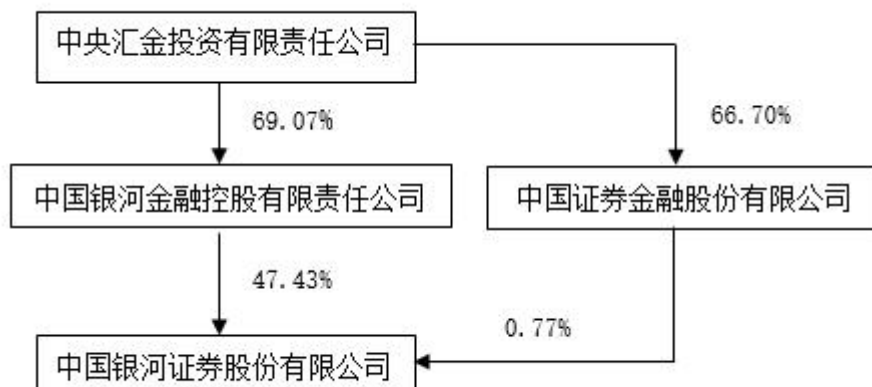 中央汇金投资有限责任公司
69.07%
66.70%
中国银河金融控股有限责任公司
中国证券金融股份有限公司
47.43%
0.77%
中国银河证券股份有限公司